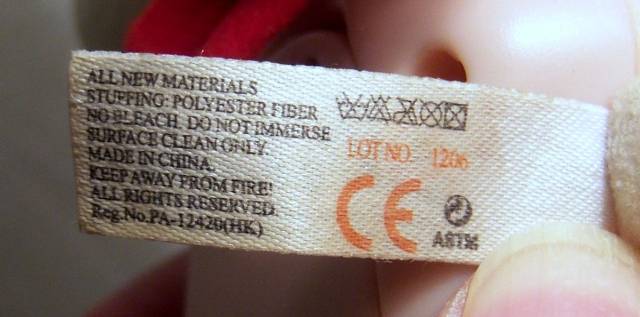 ALL NEW MATERIALS
STUFFING: POLYESTER FIBER
NO BLEACH. DO NOT IMMERSE
SURFACE CLEAN ONLY.
MADE IN CHINA.
KEEP AWAY FROM FIRE!
ALL RIGHTS RESERVED.
Reg.No.PA-12420(HK)
LOT NO. 1206
CE
ASTM